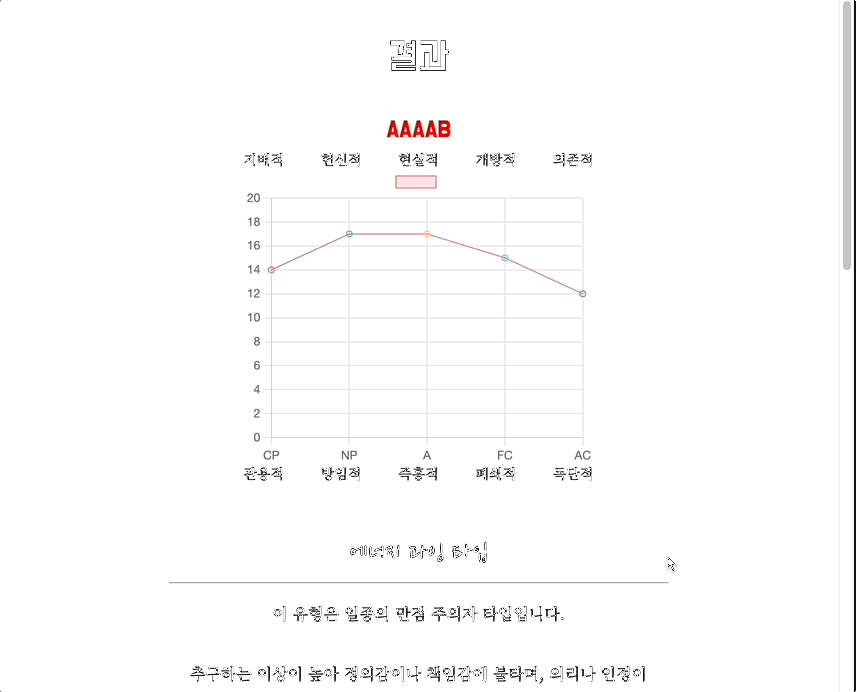 결과
AAAAB
지배적 헌신적 현실적 개방적 의존적
20
18
16
14
12
10
8
6
4
2
0
CP NP A FC AC
관용적 방임적 즉흥적 폐쇄적 독단적
에너지 과잉 타입
이 유형은 일종의 만점 주의자 타입입니다.
추구하는 이상이 높아 정의감이나 책임감에 불타며, 의리나 인정이